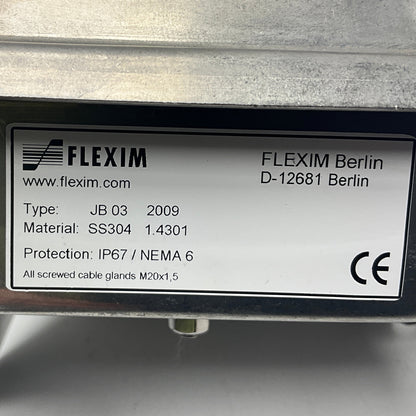 FLEXIM
www.flexim.com
FLEXIM Berlin
D-12681 Berlin
Type: JB 03 2009
Material: SS304 1.4301
Protection: IP67 / NEMA 6
All screwed cable glands M20x1,5
CE